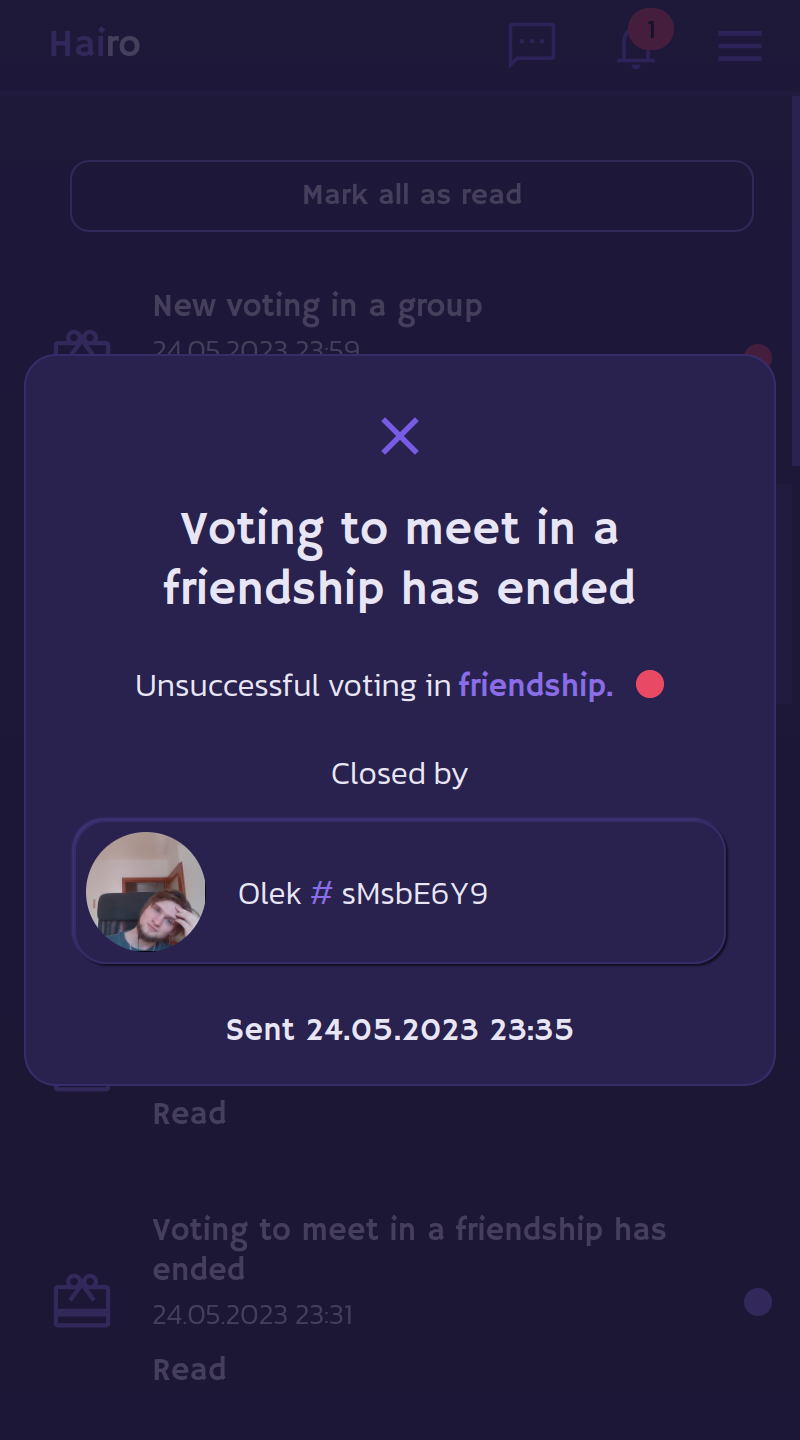 Hairo
1
Mark all as read
New voting in a group
24.05.2023 23:59
Voting to meet in a
friendship has ended
Unsuccessful voting in friendship.
Closed by
Olek # sMsbE6Y9
Sent 24.05.2023 23:35
Read
Voting to meet in a friendship has
ended
24.05.2023 23:31
Read